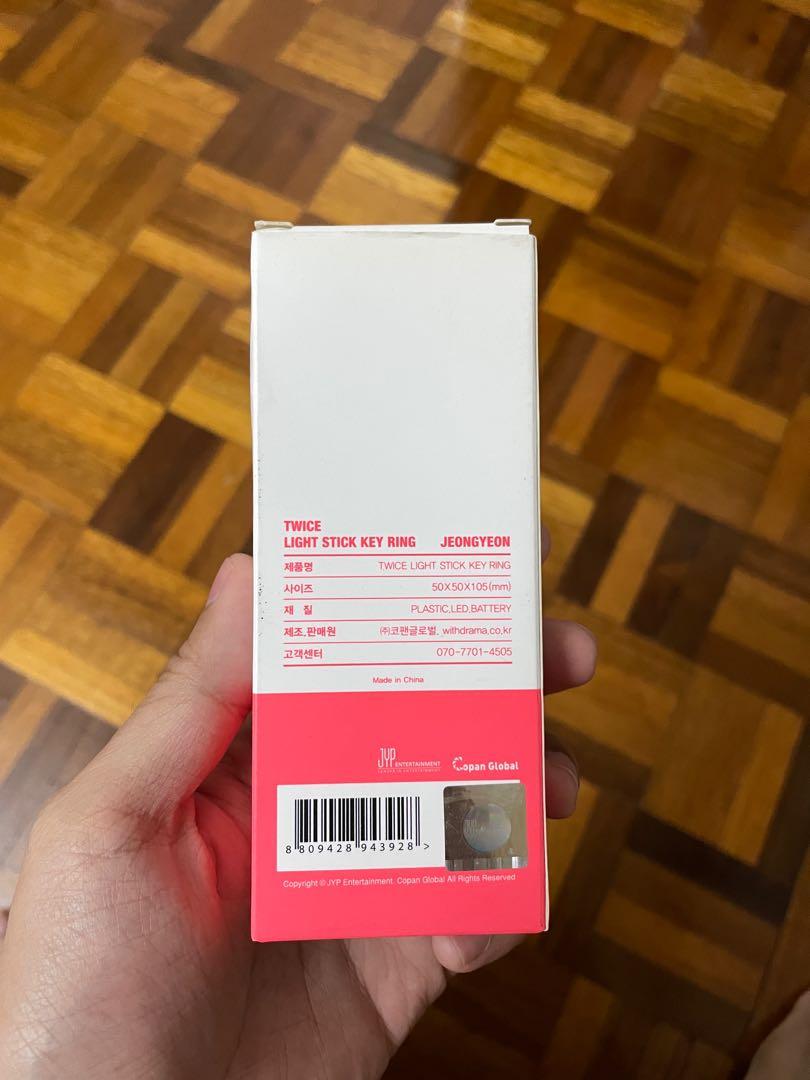 TWICE
LIGHT STICK KEY RING JEONGYEON
제품명 TWICE LIGHT STICK KEY RING
사이즈 50X50X105(mm)
재 질 PLASTIC,LED,BATTERY
제조,판매원 ㈜코팬글로벌, withdrama,co,kr
고객센터 070-7701-4505
Made in China
JYP ENTERTAINMENT Copan Global
LEADER IN ENTERTAINMENT
8 809428 943928 >
Copyright © JYP Entertainment. Copan Global All Rights Reserved